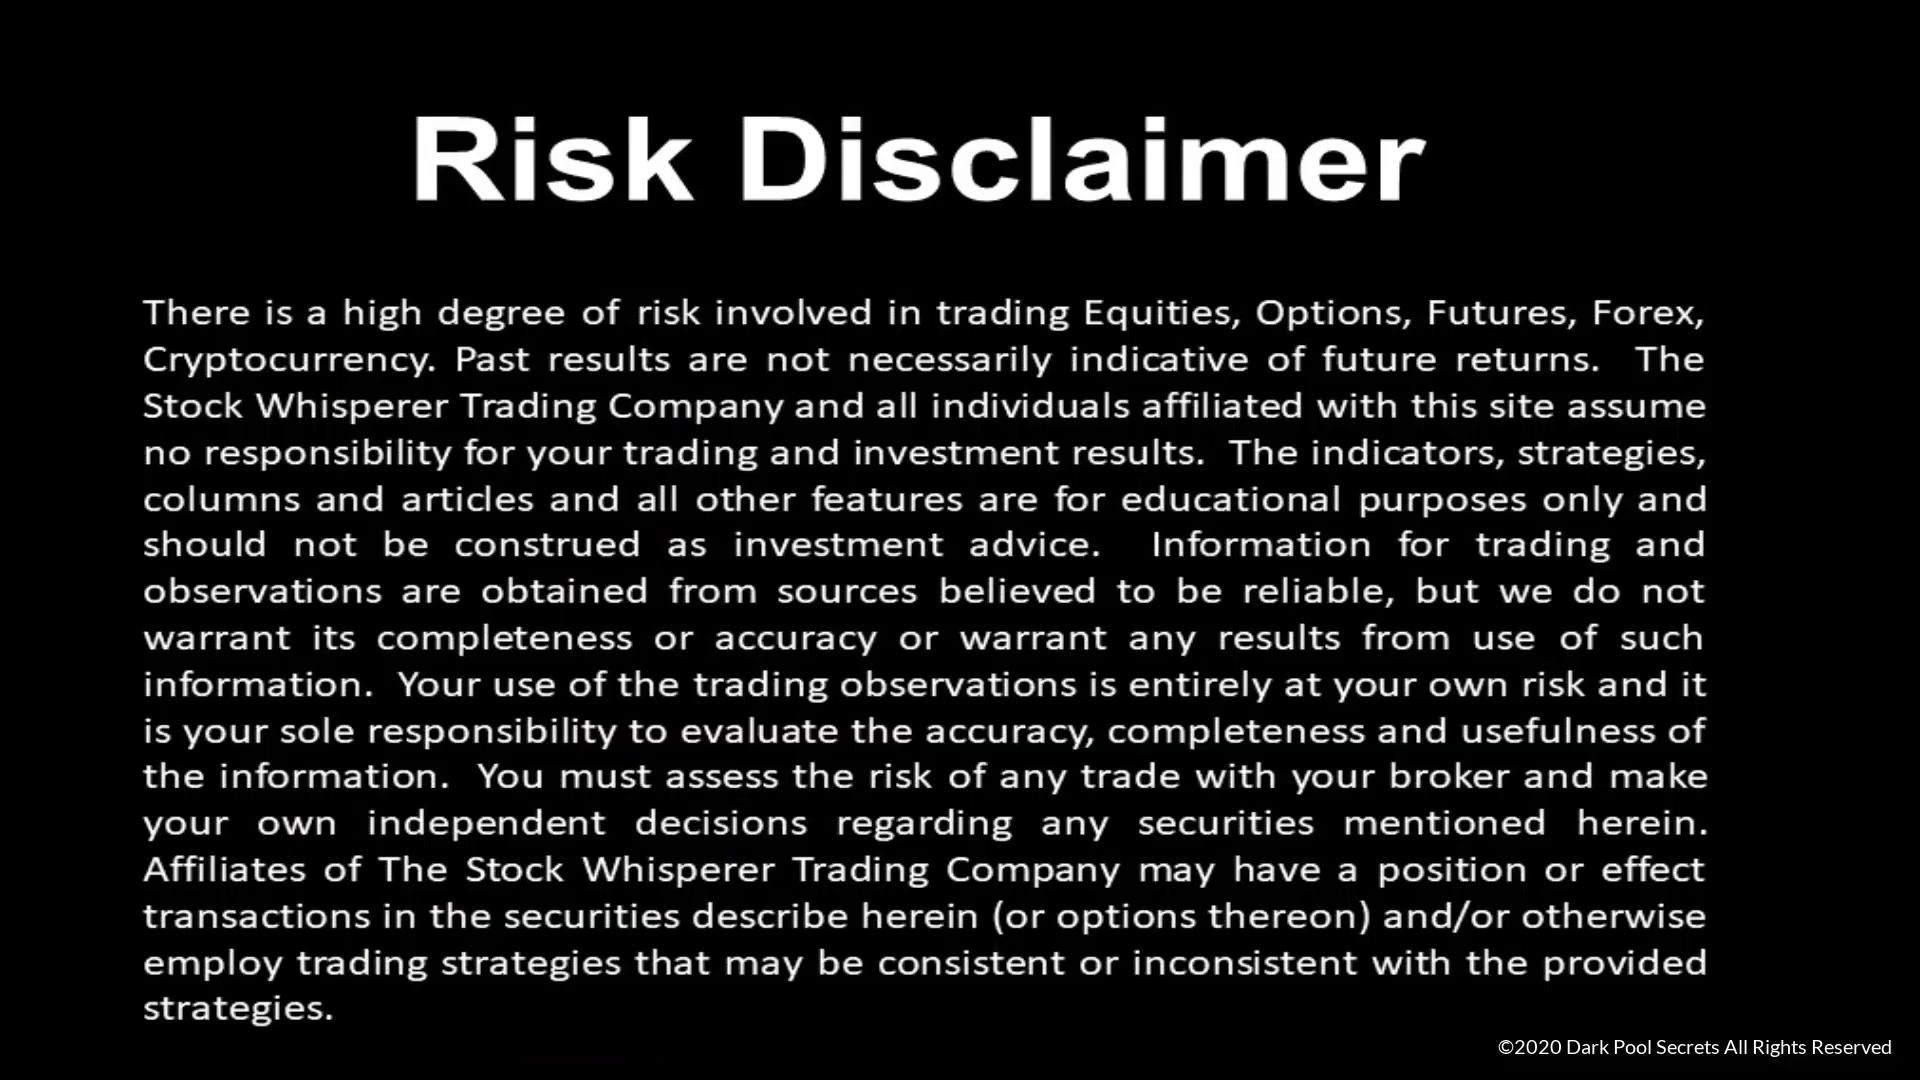 Risk Disclaimer
There is a high degree of risk involved in trading Equities, Options, Futures, Forex,
Cryptocurrency. Past results are not necessarily indicative of future returns. The
Stock Whisperer Trading Company and all individuals affiliated with this site assume
no responsibility for your trading and investment results. The indicators, strategies,
columns and articles and all other features are for educational purposes only and
should not be construed as investment advice. Information for trading and
observations are obtained from sources believed to be reliable, but we do not
warrant its completeness or accuracy or warrant any results from use of such
information. Your use of the trading observations is entirely at your own risk and it
is your sole responsibility to evaluate the accuracy, completeness and usefulness of
the information. You must assess the risk of any trade with your broker and make
your own independent decisions regarding any securities mentioned herein.
Affiliates of The Stock Whisperer Trading Company may have a position or effect
transactions in the securities describe herein (or options thereon) and/or otherwise
employ trading strategies that may be consistent or inconsistent with the provided
strategies.
©2020 Dark Pool Secrets All Rights Reserved